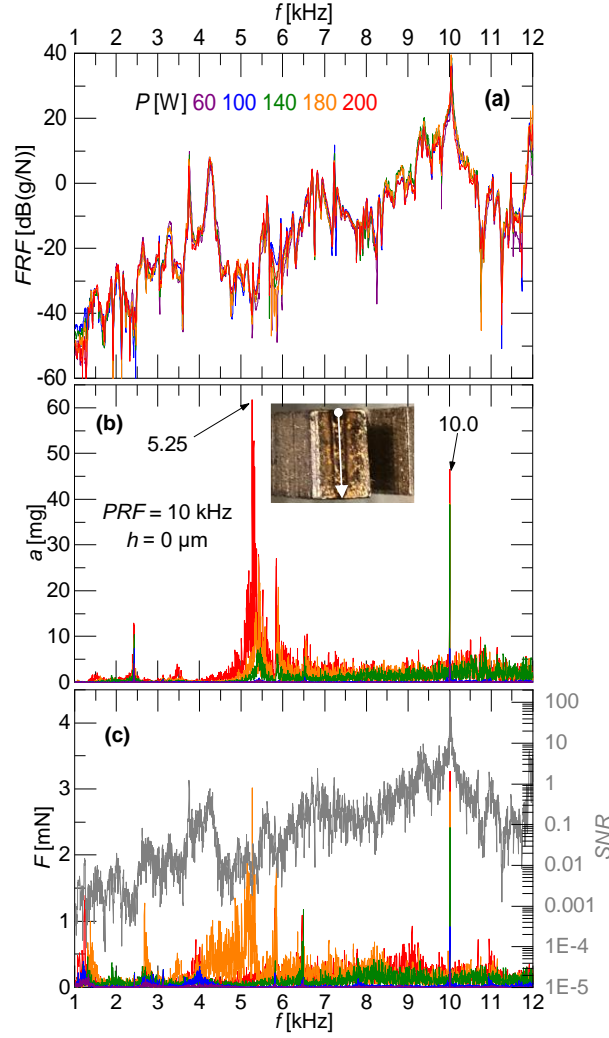 f [kHz]
1 2 3 4 5 6 7 8 9 10 11 12
40
P [W] 60 100 140 180 200
(a)
20
0
-20
-40
-60
FRF [dB(g/N)]
60
(b)
5.25
10.0
50
40
PRF = 10 kHz
h = 0 µm
30
20
10
0
a [mg]
4
(c)
100
10
3
1
2
0.1
0.01
1
0.001
1E-4
0
1E-5
F [mN]
SNR
1 2 3 4 5 6 7 8 9 10 11 12
f [kHz]